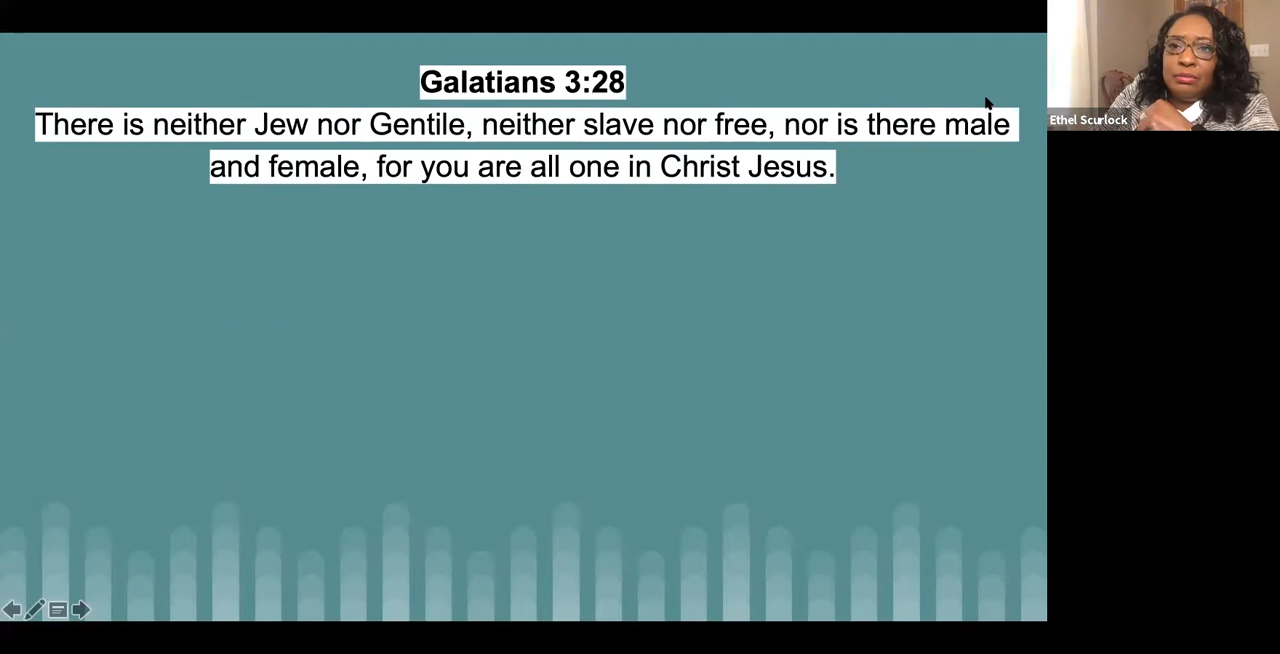 Galatians 3:28
There is neither Jew nor Gentile, neither slave nor free, nor is there male
and female, for you are all one in Christ Jesus.
Ethel Scurlock